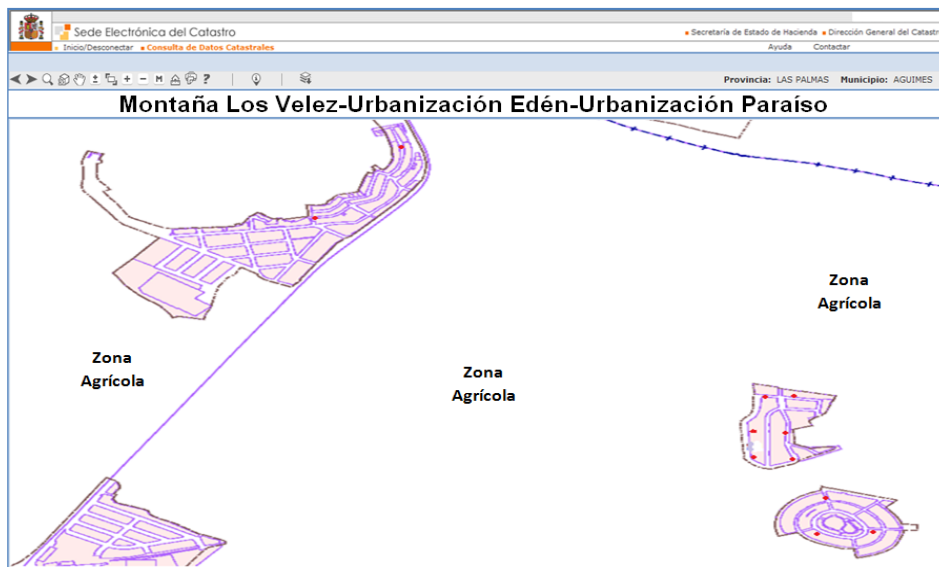 Sede Electrónica del Catastro
Secretaría de Estado de Hacienda Dirección General del Catastr
Inicio/Desconectar Consulta de Datos Catastrales
Ayuda Contactar
Provincia: LAS PALMAS Municipio: AGUIMES
Montaña Los Velez-Urbanización Edén-Urbanización Paraíso
Zona
Agrícola
Zona
Agrícola
Zona
Agrícola